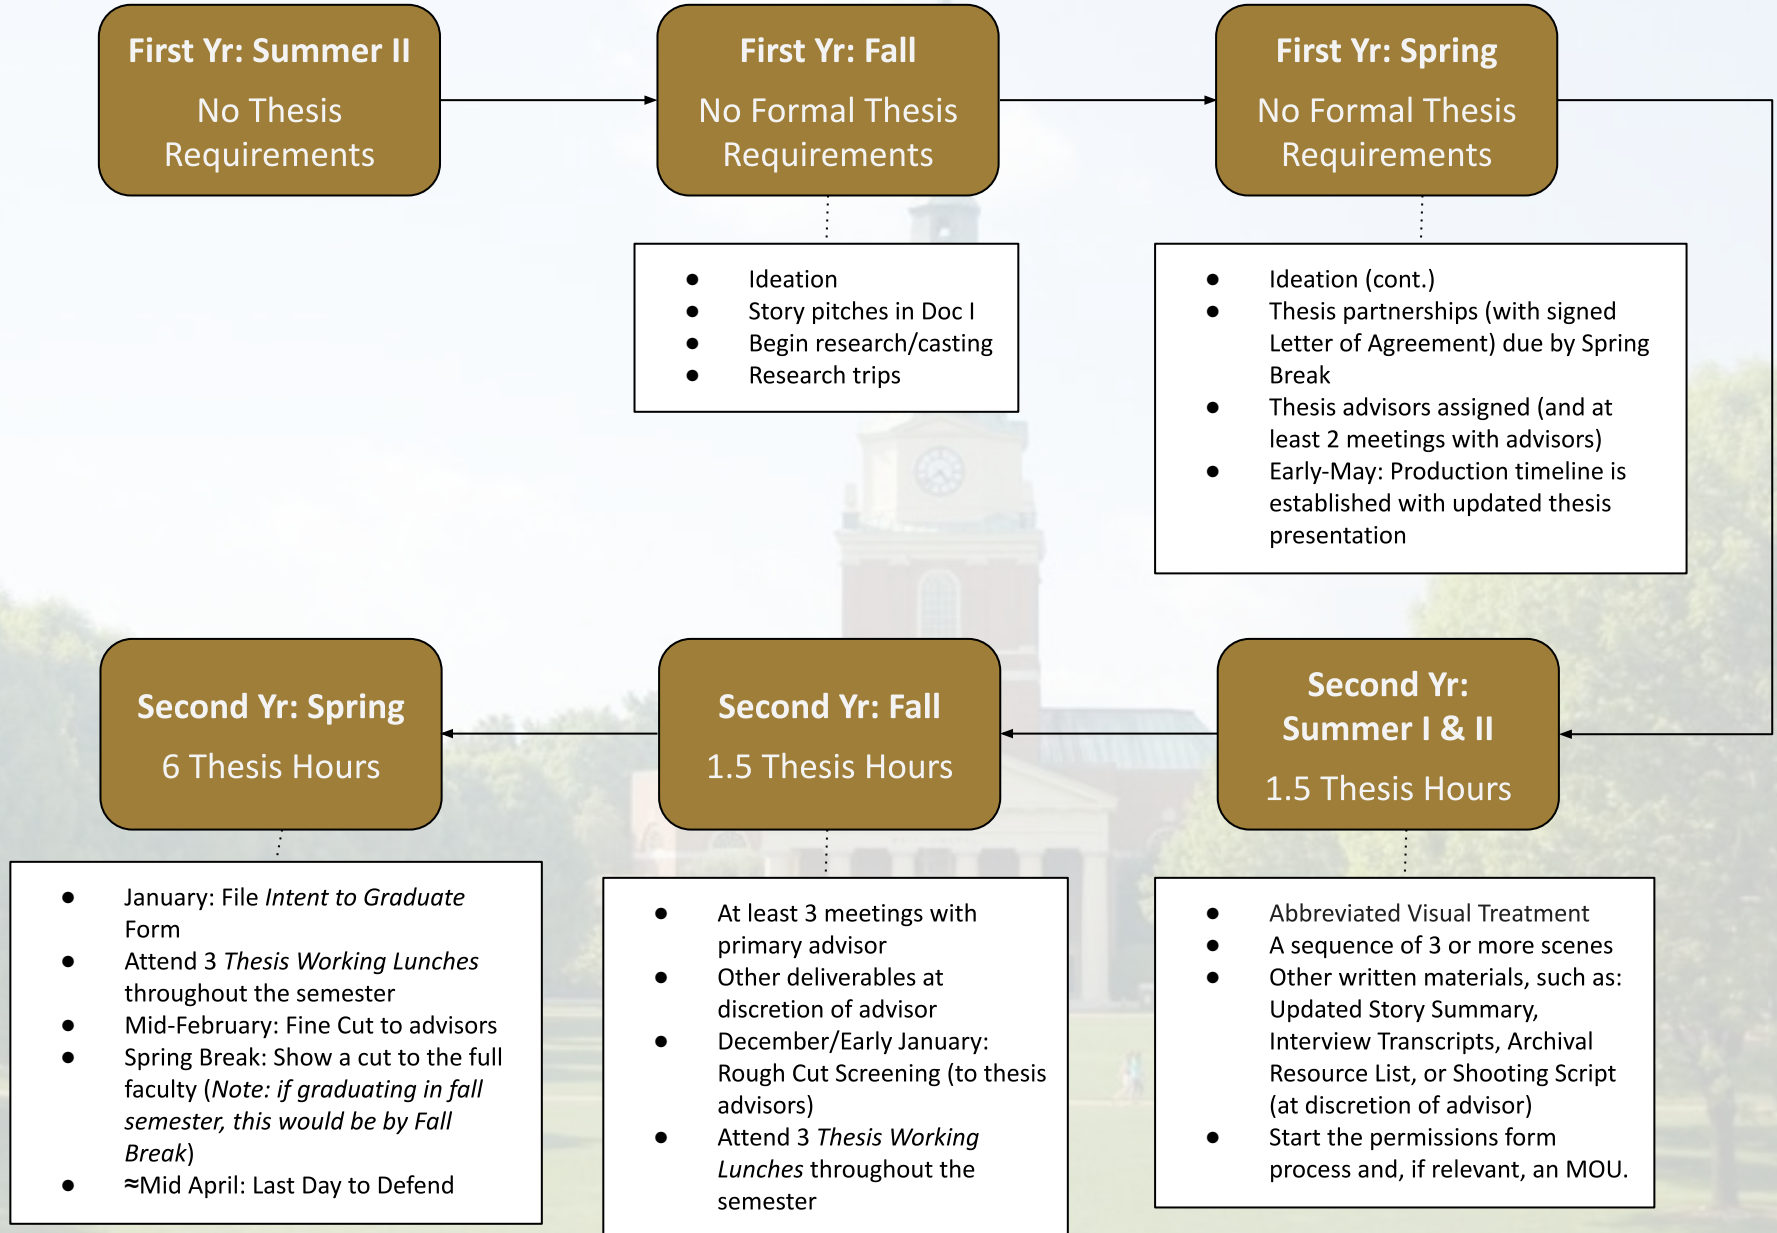 First Yr: Summer II
No Thesis
Requirements
First Yr: Fall
No Formal Thesis
Requirements
● Ideation
● Story pitches in Doc I
● Begin research/casting
● Research trips
First Yr: Spring
No Formal Thesis
Requirements
● Ideation (cont.)
● Thesis partnerships (with signed
Letter of Agreement) due by Spring
Break
● Thesis advisors assigned (and at
least 2 meetings with advisors)
● Early-May: Production timeline is
established with updated thesis
presentation
Second Yr:
Summer I & II
1.5 Thesis Hours
● Abbreviated Visual Treatment
● A sequence of 3 or more scenes
● Other written materials, such as:
Updated Story Summary,
Interview Transcripts, Archival
Resource List, or Shooting Script
(at discretion of advisor)
● Start the permissions form
process and, if relevant, an MOU.
Second Yr: Fall
1.5 Thesis Hours
● At least 3 meetings with
primary advisor
● Other deliverables at
discretion of advisor
● December/Early January:
Rough Cut Screening (to thesis
advisors)
● Attend 3 Thesis Working
Lunches throughout the
semester
Second Yr: Spring
6 Thesis Hours
● January: File Intent to Graduate
Form
● Attend 3 Thesis Working Lunches
throughout the semester
● Mid-February: Fine Cut to advisors
● Spring Break: Show a cut to the full
faculty (Note: if graduating in fall
semester, this would be by Fall
Break)
● ≈Mid April: Last Day to Defend